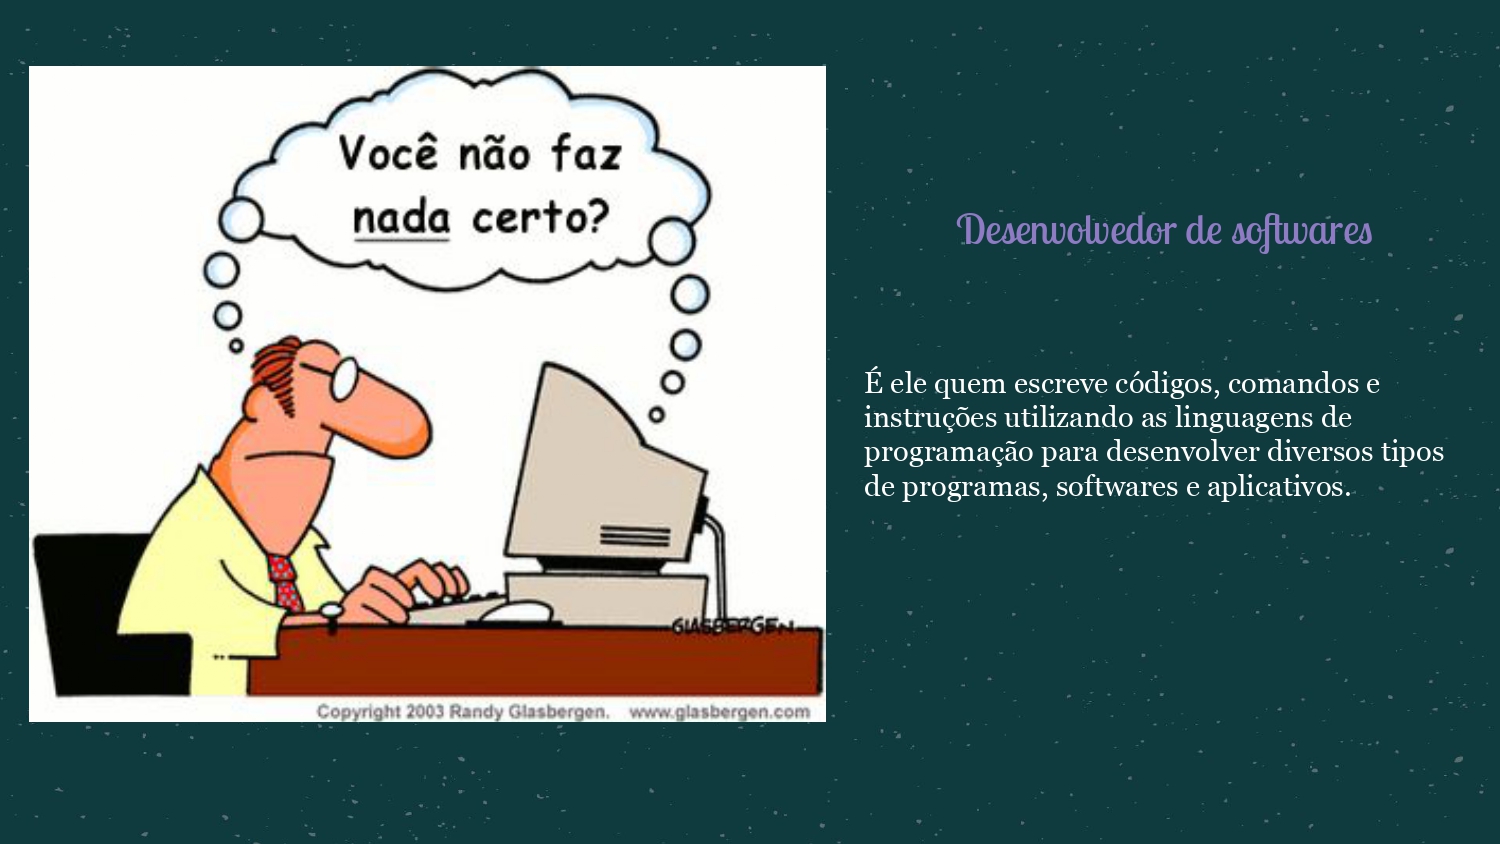 Você não faz
nada certo?
GLASBERGEN
Copyright 2003 Randy Glasbergen. www.glasbergen.com
Desenvolvedor de softwares
É ele quem escreve códigos, comandos e
instruções utilizando as linguagens de
programação para desenvolver diversos tipos
de programas, softwares e aplicativos.